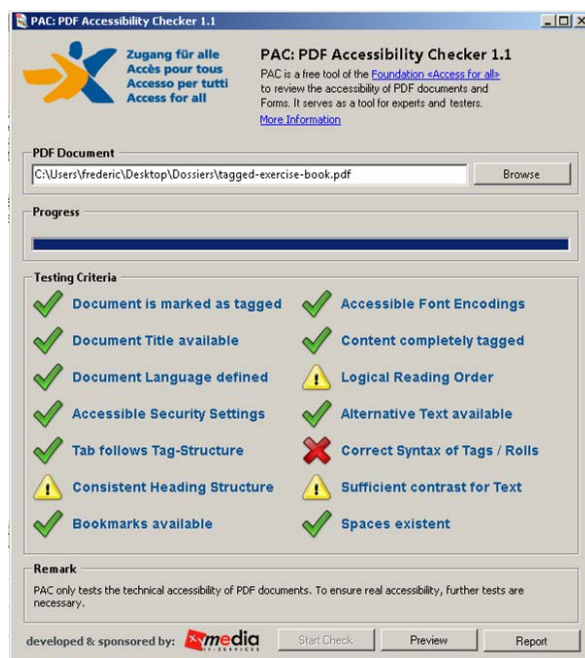 PAC: PDF Accessibility Checker 1.1
Zugang für alle
Accès pour tous
Accesso per tutti
Access for all
PAC: PDF Accessibility Checker 1.1
PAC is a free tool of the Foundation «Access for all»
to review the accessibility of PDF documents and
Forms. It serves as a tool for experts and testers.
More Information
PDF Document
C:\Users\frederic\Desktop\Dossiers\tagged-exercise-book.pdf
Browse
Progress
Testing Criteria
Document is marked as tagged
Document Title available
Document Language defined
Accessible Security Settings
Tab follows Tag-Structure
Consistent Heading Structure
Bookmarks available
Accessible Font Encodings
Content completely tagged
Logical Reading Order
Alternative Text available
Correct Syntax of Tags / Rolls
Sufficient contrast for Text
Spaces existent
Remark
PAC only tests the technical accessibility of PDF documents. To ensure real accessibility, further tests are
necessary.
developed & sponsored by:
xymedia
IT-SERVICES
Start Check
Preview
Report